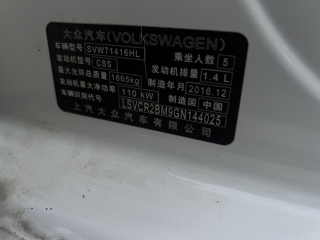 大众汽车(VOLKSWAGEN)
车辆型号 SVW71416HL 乘坐人数 5
发动机型号 CSS 发动机排量 1.4 L
最大允许总质量 1865kg 制造年月 2016.12
发动机最大净功率 110 kW 制造国 中国
车辆识别代号 LSVCR2BM9GN144025
上汽大众汽车有限公司